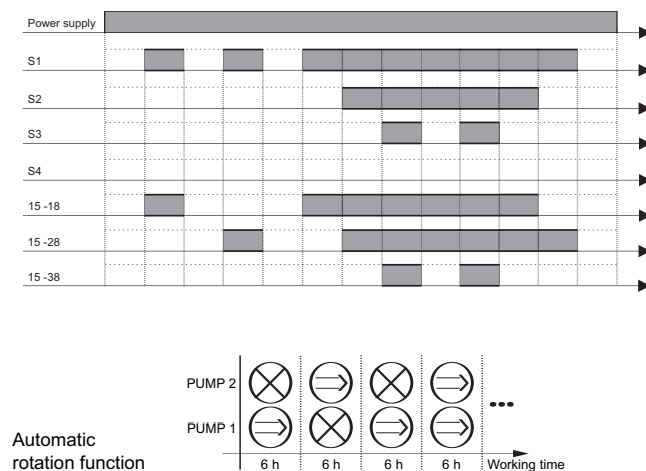 Power supply
S1
S2
S3
S4
15 -18
15 -28
15 -38
PUMP 2
PUMP 1
Automatic
rotation function
6 h 6 h 6 h 6 h Working time